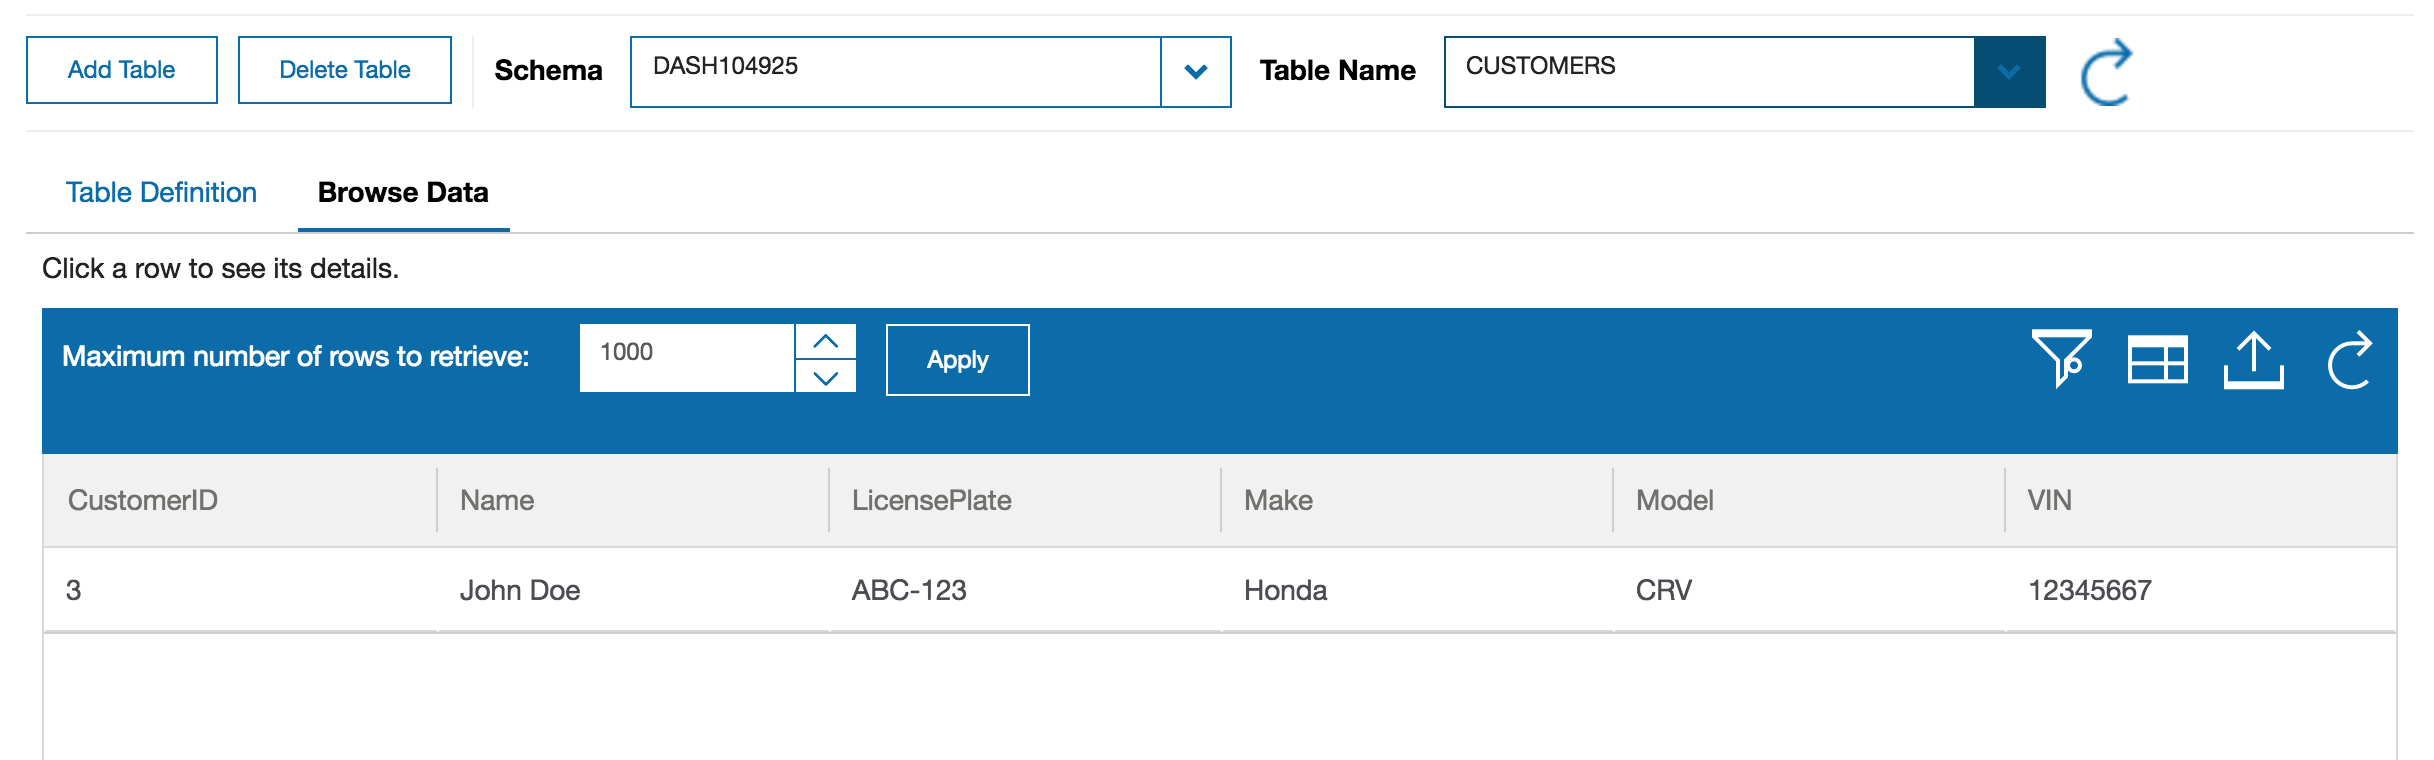 Add Table Delete Table Schema DASH104925 Table Name CUSTOMERS
Table Definition Browse Data
Click a row to see its details.
Maximum number of rows to retrieve: 1000 Apply
CustomerID Name LicensePlate Make Model VIN
3 John Doe ABC-123 Honda CRV 12345667